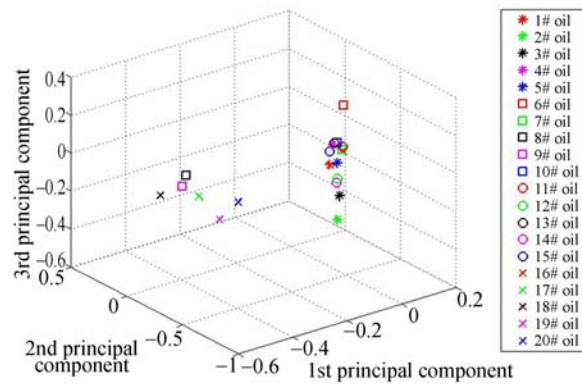 0.4
0.2
0
−0.2
−0.4
−0.6
3rd principal component
0.5
0
−0.5
−1
2nd principal
component
−0.6
−0.4
−0.2
0
0.2
1st principal component
1# oil
2# oil
3# oil
4# oil
5# oil
6# oil
7# oil
8# oil
9# oil
10# oil
11# oil
12# oil
13# oil
14# oil
15# oil
16# oil
17# oil
18# oil
19# oil
20# oil